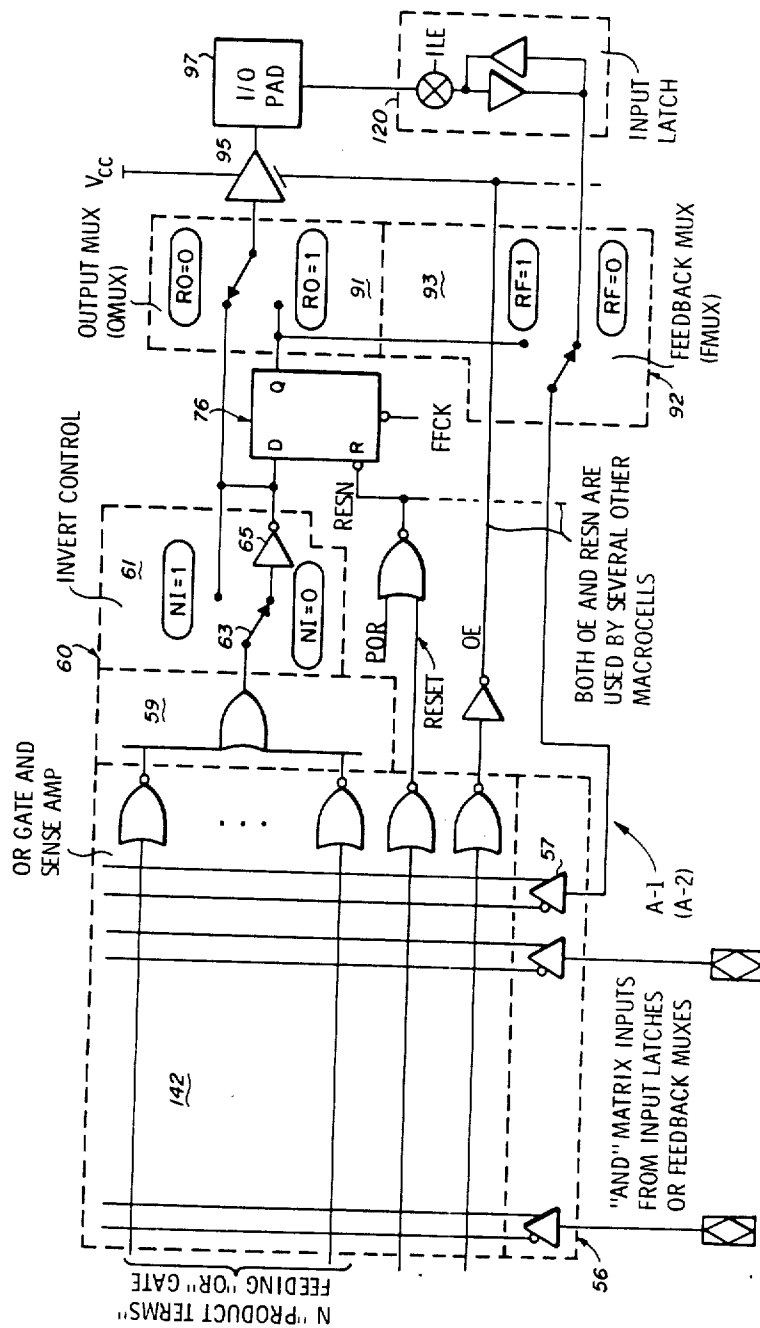 OR GATE AND
SENSE AMP
60
INVERT CONTROL
OUTPUT MUX
(OMUX)
VCC
59
61
NI=1
63
65
NI=0
76
D
Q
R
RESN
FFCK
RO=0
RO=1
91
93
RF=1
RF=0
FEEDBACK MUX
(FMUX)
92
95
97
I/O
PAD
120
ILE
INPUT
LATCH
142
...
POR
RESET
OE
BOTH OE AND RESN ARE
USED BY SEVERAL OTHER
MACROCELLS
57
A-1
(A-2)
"AND" MATRIX INPUTS
FROM INPUT LATCHES
OR FEEDBACK MUXES
56
N "PRODUCT TERMS"
FEEDING "OR" GATE